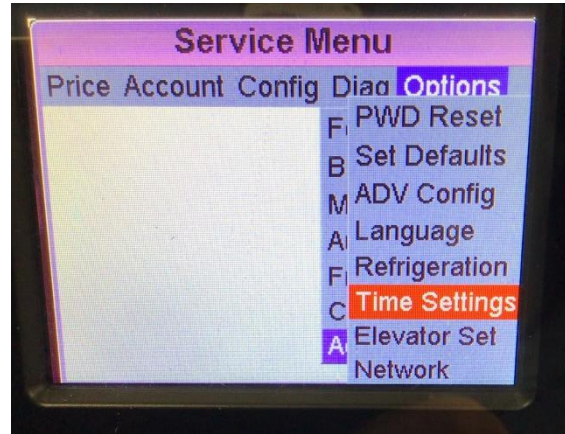 Service Menu
Price Account Config Diag Options
PWD Reset
Set Defaults
ADV Config
Language
Refrigeration
Time Settings
Elevator Set
Network